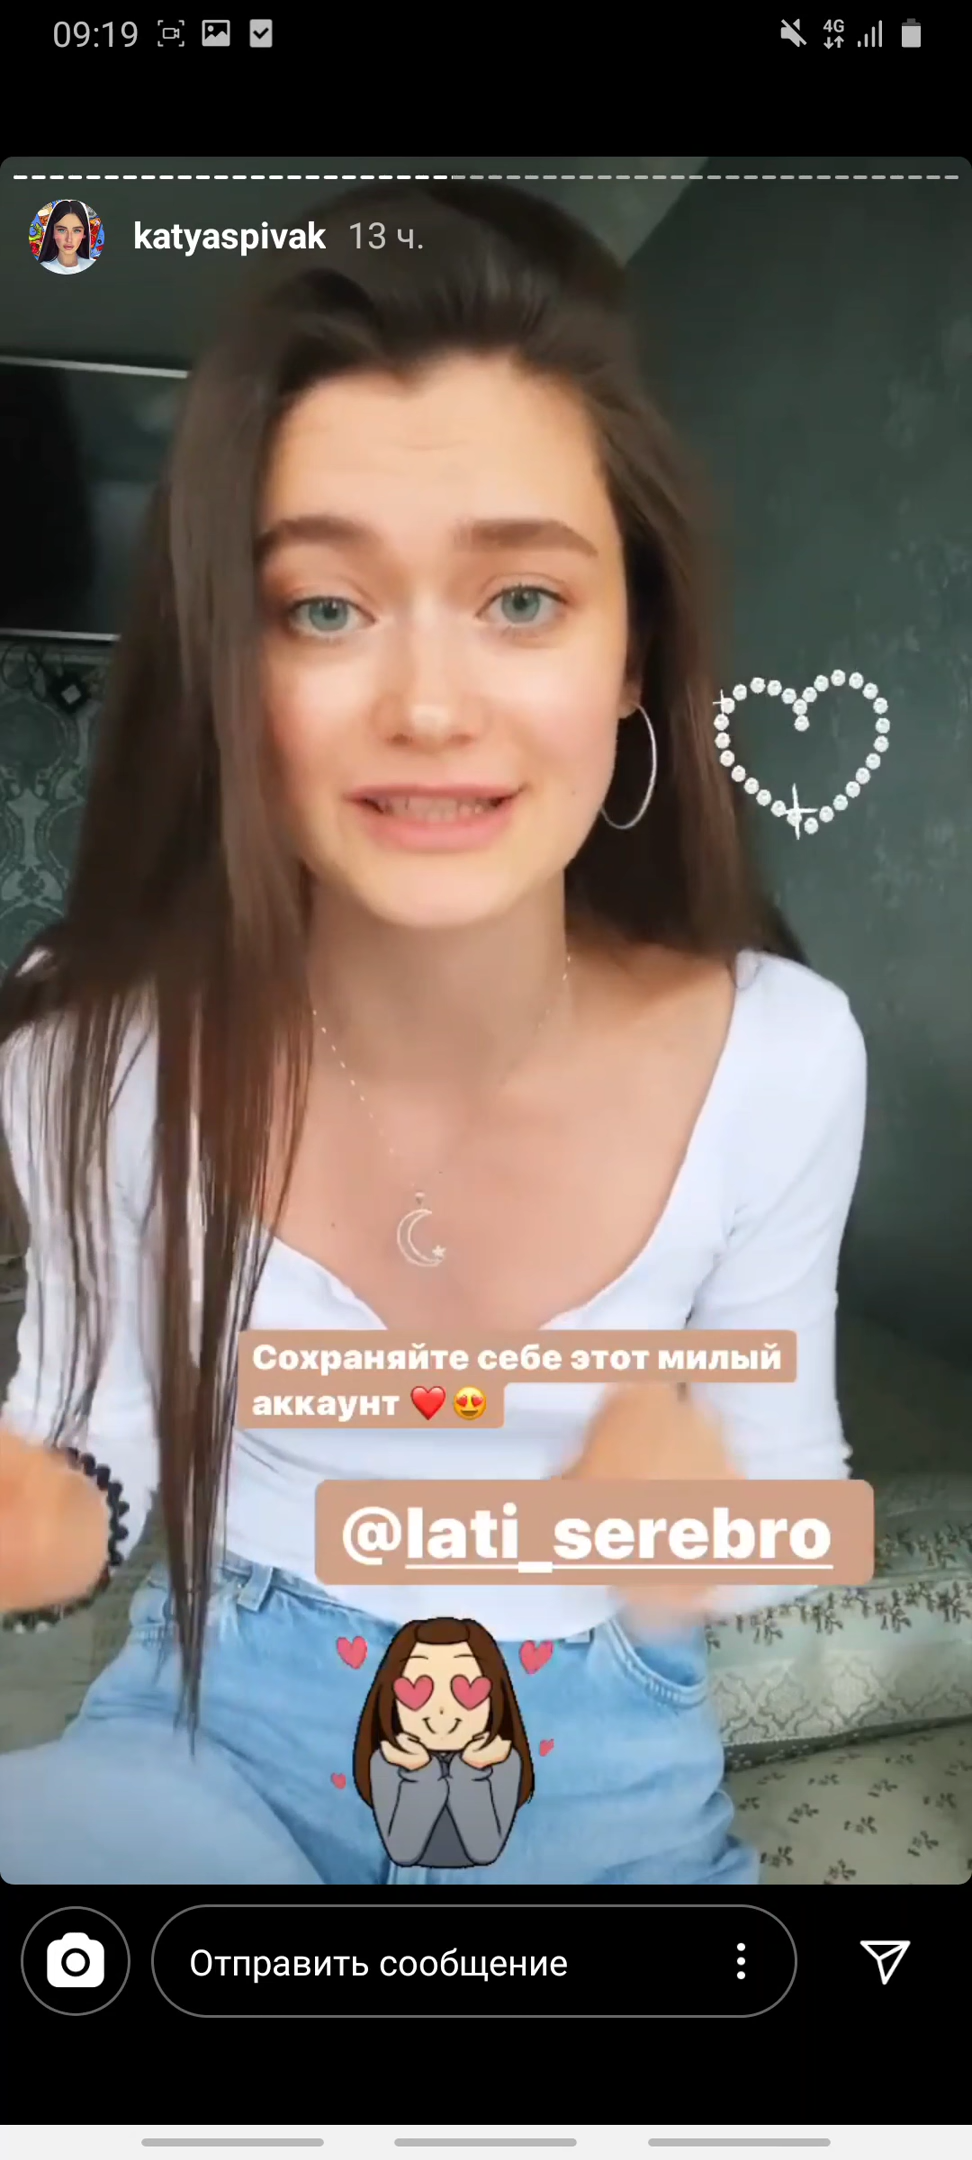 09:19
4G
katyaspivak 13 ч.
Сохраняйте себе этот милый
аккаунт ❤️😍
@lati_serebro
Отправить сообщение